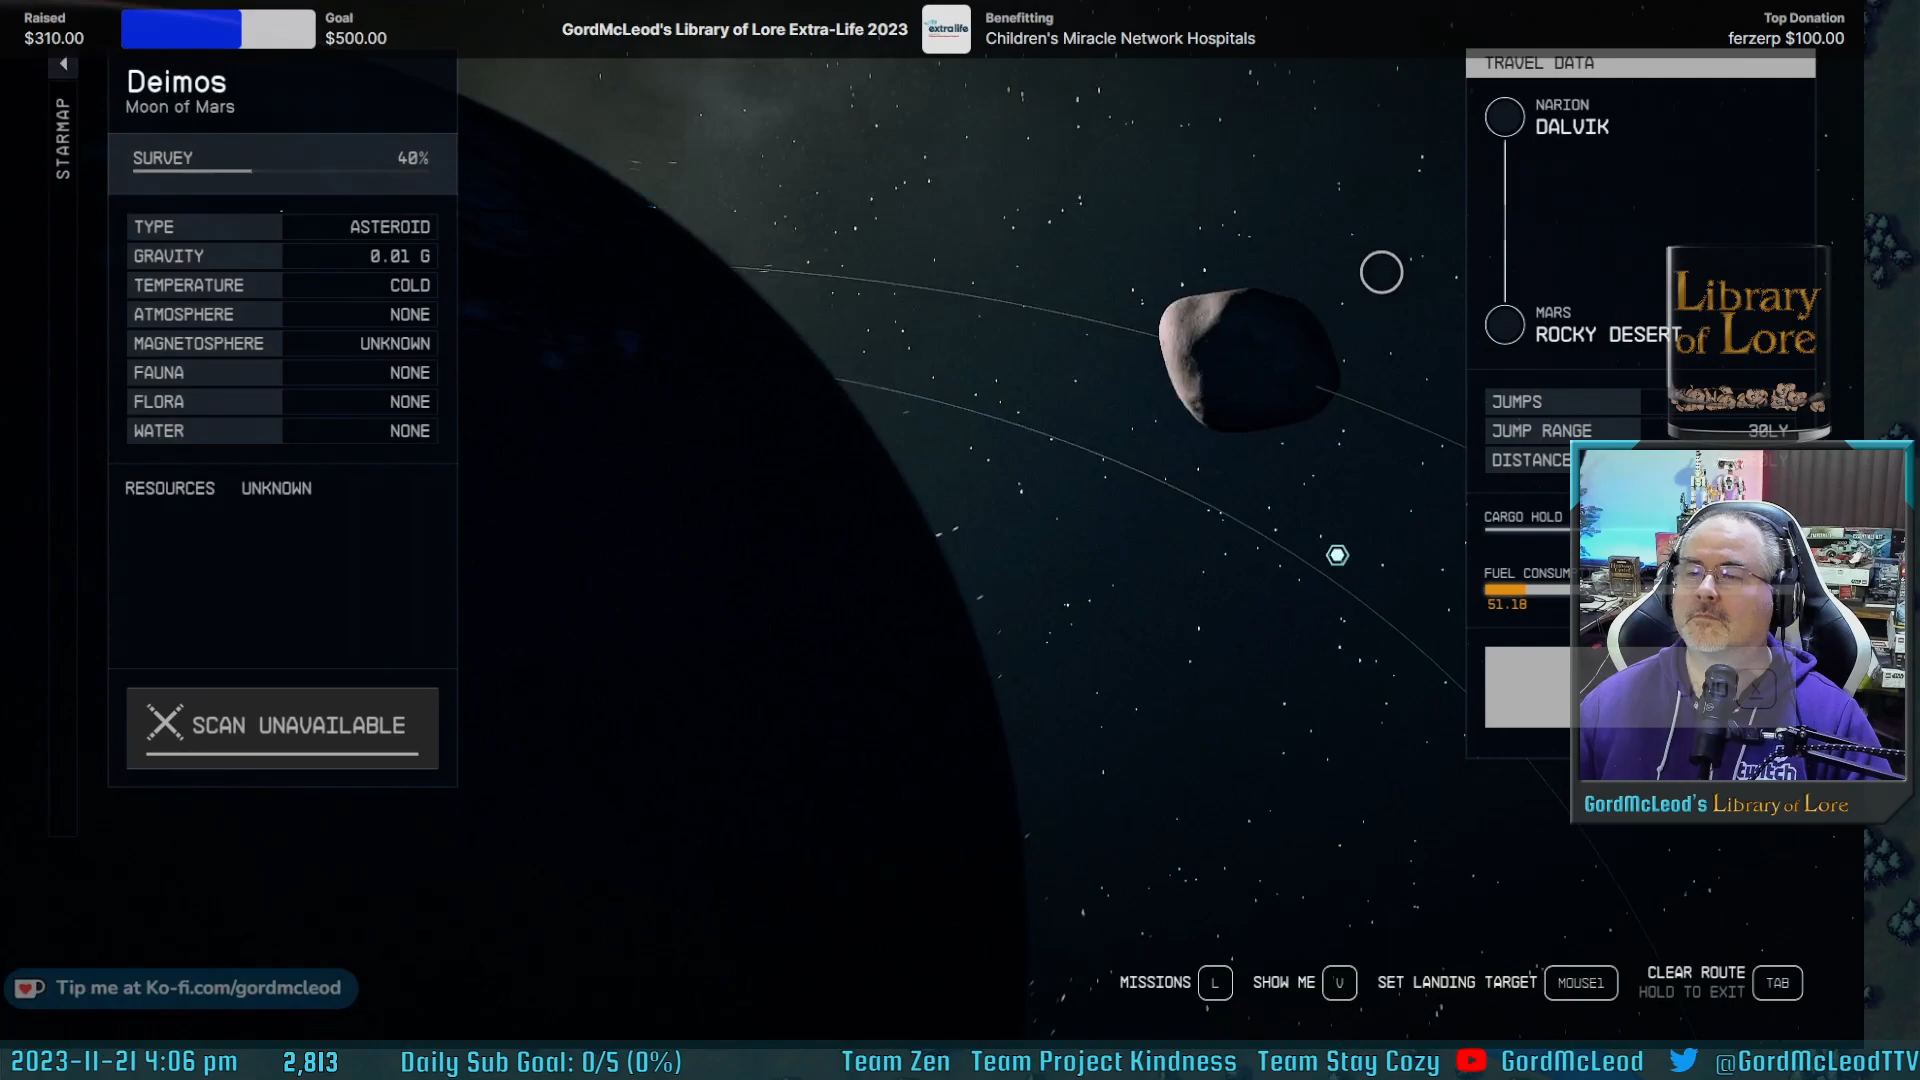 Raised
$310.00
Goal
$500.00
GordMcLeod's Library of Lore Extra-Life 2023
extralife
Benefitting
Children's Miracle Network Hospitals
Top Donation
ferzerp $100.00
STARMAP
Deimos
Moon of Mars
SURVEY 40%
TYPE ASTEROID
GRAVITY 0.01 G
TEMPERATURE COLD
ATMOSPHERE NONE
MAGNETOSPHERE UNKNOWN
FAUNA NONE
FLORA NONE
WATER NONE
RESOURCES UNKNOWN
SCAN UNAVAILABLE
TRAVEL DATA
NARION
DALVIK
MARS
ROCKY DESERT
Library
of Lore
JUMPS
JUMP RANGE 30LY
DISTANCE
CARGO HOLD
FUEL CONSUM
51.18
X
twitch
GordMcLeod's Library of Lore
MISSIONS L
SHOW ME V
SET LANDING TARGET MOUSE1
CLEAR ROUTE
HOLD TO EXIT TAB
Tip me at Ko-fi.com/gordmcleod
2023-11-21 4:06 pm 2,813 Daily Sub Goal: 0/5 (0%) Team Zen Team Project Kindness Team Stay Cozy GordMcLeod @GordMcLeodTTV